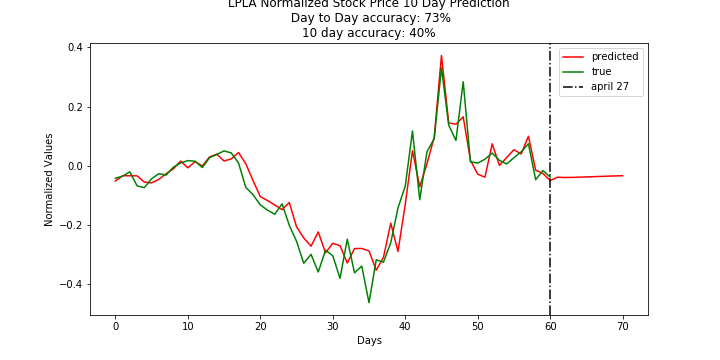 LPLA Normalized Stock Price 10 Day Prediction
Day to Day accuracy: 73%
10 day accuracy: 40%
predicted
true
april 27
Normalized Values
0.4
0.2
0.0
−0.2
−0.4
0 10 20 30 40 50 60 70
Days